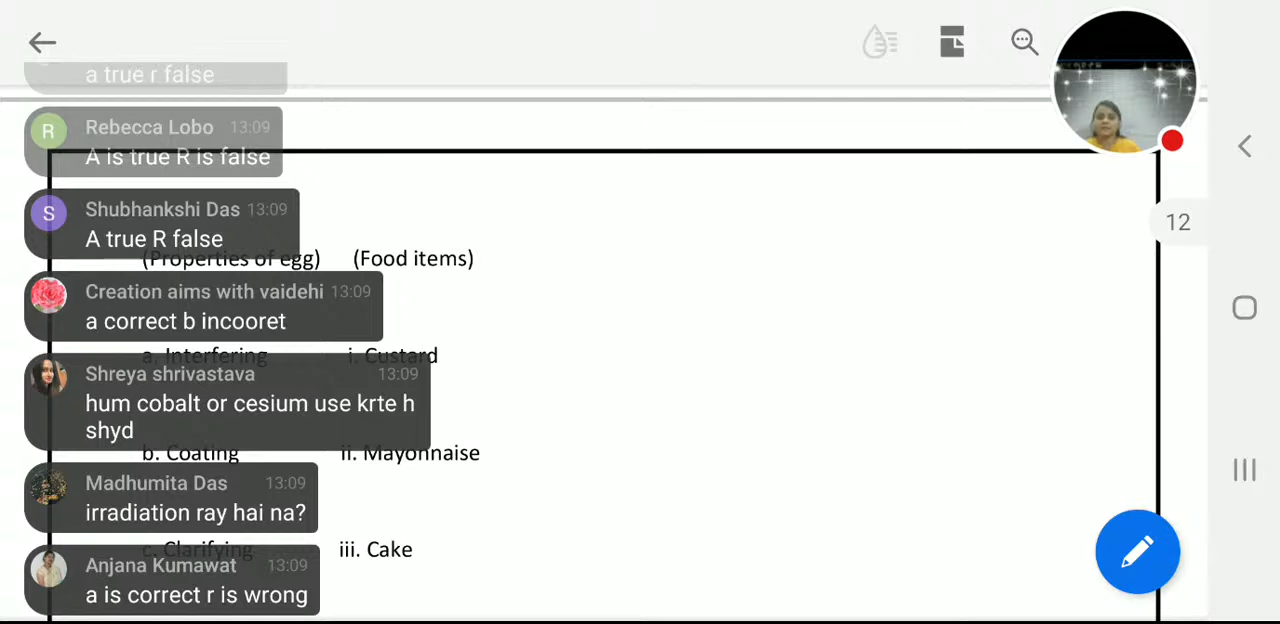 a true r false
Rebecca Lobo 13:09
A is true R is false
Shubhankshi Das 13:09
A true R false
(Properties of egg) (Food items)
Creation aims with vaidehi 13:09
a correct b incooret
a. Interfering i. Custard
Shreya shrivastava 13:09
hum cobalt or cesium use krte h
shyd
b. Coating ii. Mayonnaise
Madhumita Das 13:09
irradiation ray hai na?
c. Clarifying iii. Cake
Anjana Kumawat 13:09
a is correct r is wrong
12
R
S